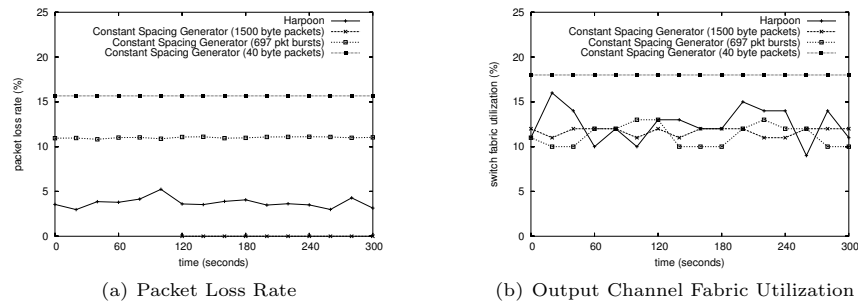 Harpoon
Constant Spacing Generator (1500 byte packets)
Constant Spacing Generator (697 pkt bursts)
Constant Spacing Generator (40 byte packets)
packet loss rate (%)
25
20
15
10
5
0
0 60 120 180 240 300
time (seconds)
(a) Packet Loss Rate
Harpoon
Constant Spacing Generator (1500 byte packets)
Constant Spacing Generator (697 pkt bursts)
Constant Spacing Generator (40 byte packets)
switch fabric utilization (%)
25
20
15
10
5
0
0 60 120 180 240 300
time (seconds)
(b) Output Channel Fabric Utilization